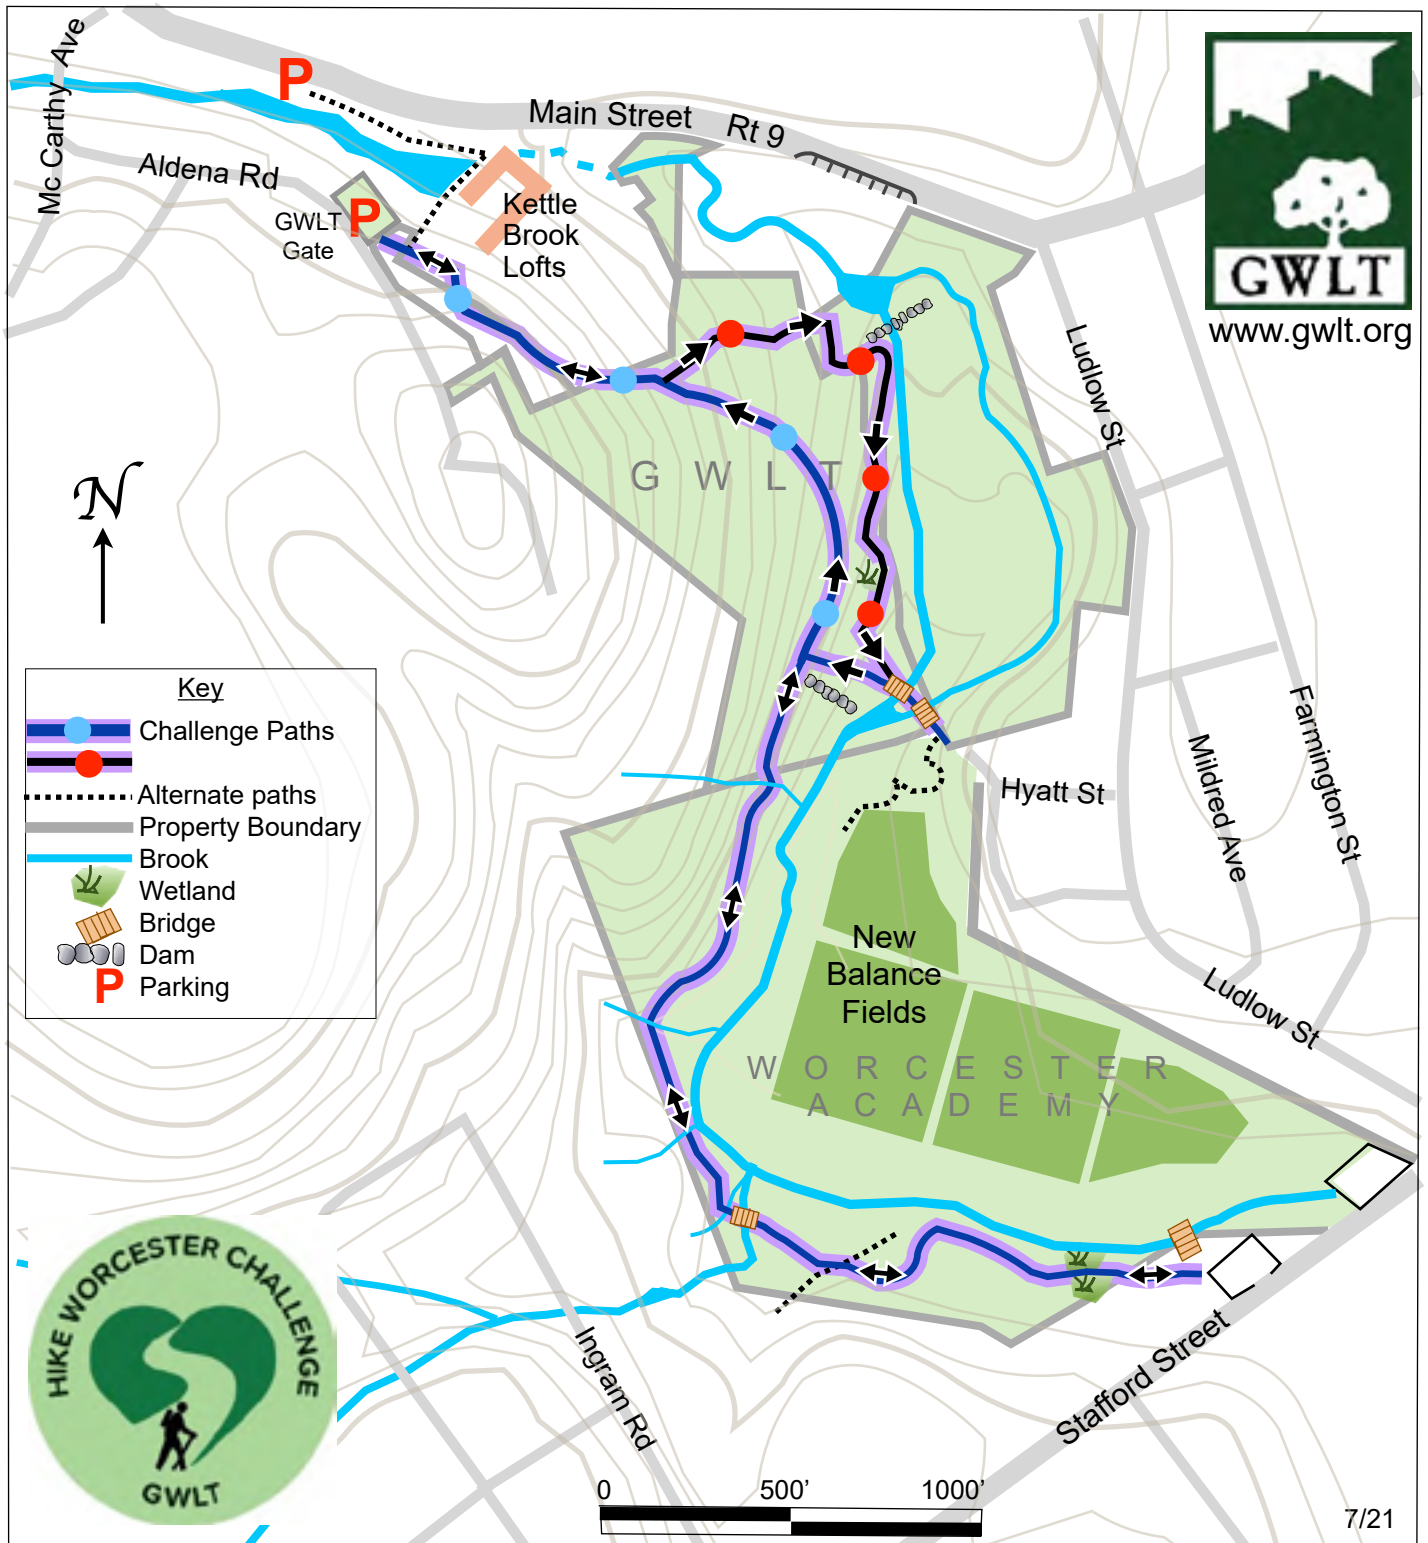 Mc Carthy Ave
P
Main Street Rt 9
Aldena Rd
GWLT
Gate
P
Kettle
Brook
Lofts
GWLT
www.gwlt.org
Ludlow St
G W L T
N
Key
Challenge Paths
Alternate paths
Property Boundary
Brook
Wetland
Bridge
Dam
P Parking
Hyatt St
Mildred Ave
Farmington St
Ludlow St
New
Balance
Fields
W O R C E S T E R
A C A D E M Y
HIKE WORCESTER CHALLENGE
GWLT
Ingram Rd
Stafford Street
0 500' 1000'
7/21